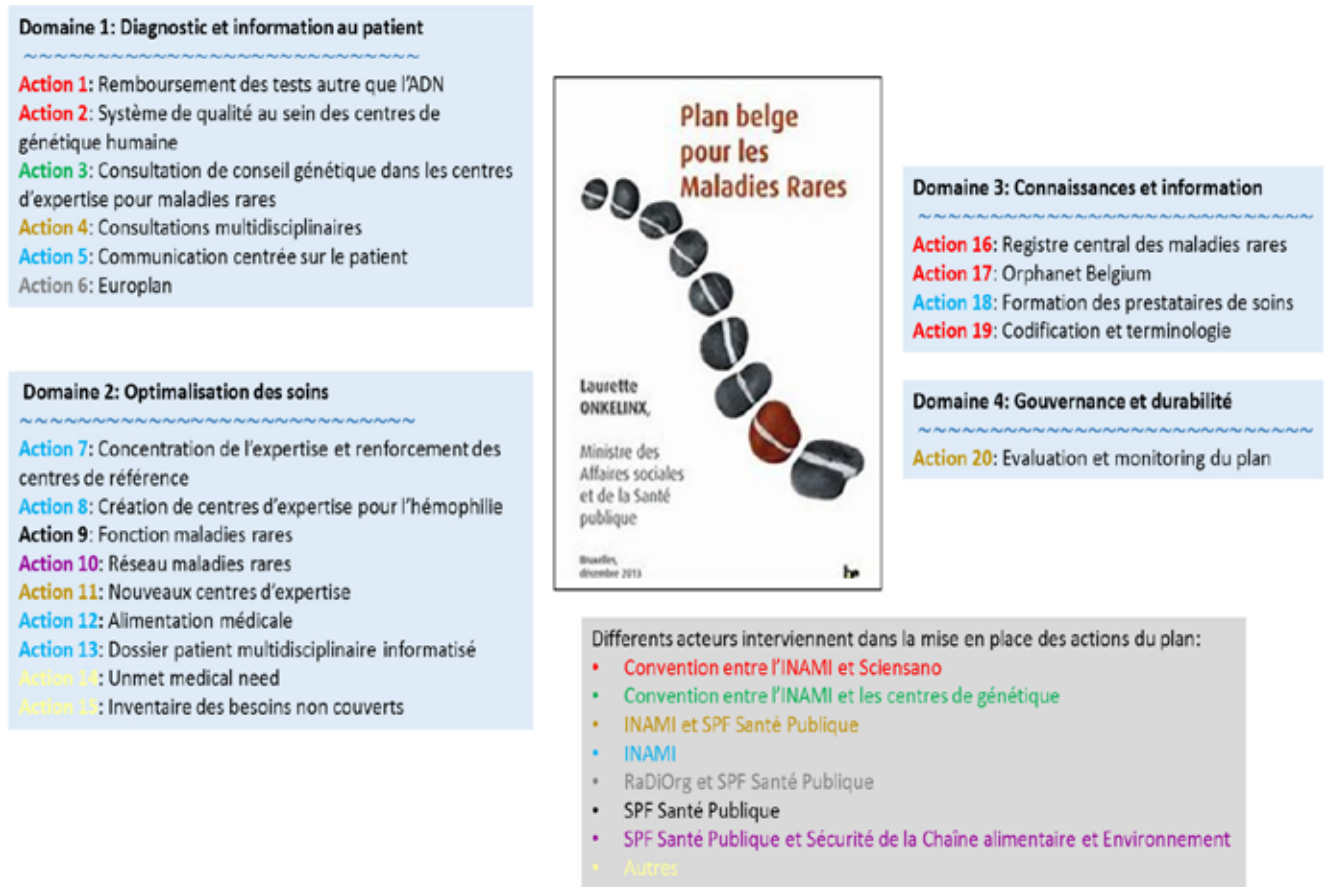 Domaine 1: Diagnostic et information au patient
~~~~~~~~~~~~~~~~~~~~~~~~~~~
Action 1: Remboursement des tests autre que l'ADN
Action 2: Système de qualité au sein des centres de
génétique humaine
Action 3: Consultation de conseil génétique dans les centres
d'expertise pour maladies rares
Action 4: Consultations multidisciplinaires
Action 5: Communication centrée sur le patient
Action 6: Europlan
Domaine 2: Optimalisation des soins
~~~~~~~~~~~~~~~~~~~~~~~~~~~
Action 7: Concentration de l'expertise et renforcement des
centres de référence
Action 8: Création de centres d'expertise pour l'hémophilie
Action 9: Fonction maladies rares
Action 10: Réseau maladies rares
Action 11: Nouveaux centres d'expertise
Action 12: Alimentation médicale
Action 13: Dossier patient multidisciplinaire informatisé
Action 14: Unmet medical need
Action 15: Inventaire des besoins non couverts
Plan belge
pour les
Maladies Rares
Laurette
ONKELINX,
Ministre des
Affaires sociales
et de la Santé
publique
Bruxelles,
décembre 2013
.be
Domaine 3: Connaissances et information
~~~~~~~~~~~~~~~~~~~~~~~~~~~
Action 16: Registre central des maladies rares
Action 17: Orphanet Belgium
Action 18: Formation des prestataires de soins
Action 19: Codification et terminologie
Domaine 4: Gouvernance et durabilité
~~~~~~~~~~~~~~~~~~~~~~~~~~~
Action 20: Evaluation et monitoring du plan
Differents acteurs interviennent dans la mise en place des actions du plan:
• Convention entre l'INAMI et Sciensano
• Convention entre l'INAMI et les centres de génétique
• INAMI et SPF Santé Publique
• INAMI
• RaDiOrg et SPF Santé Publique
• SPF Santé Publique
• SPF Santé Publique et Sécurité de la Chaîne alimentaire et Environnement
• Autres